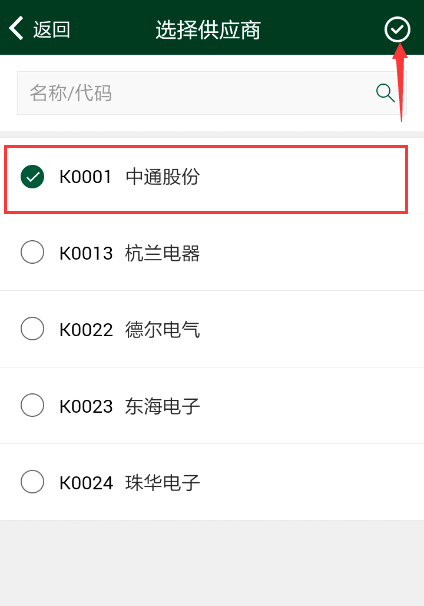 返回 选择供应商
名称/代码
K0001 中通股份
K0013 杭兰电器
K0022 德尔电气
K0023 东海电子
K0024 珠华电子